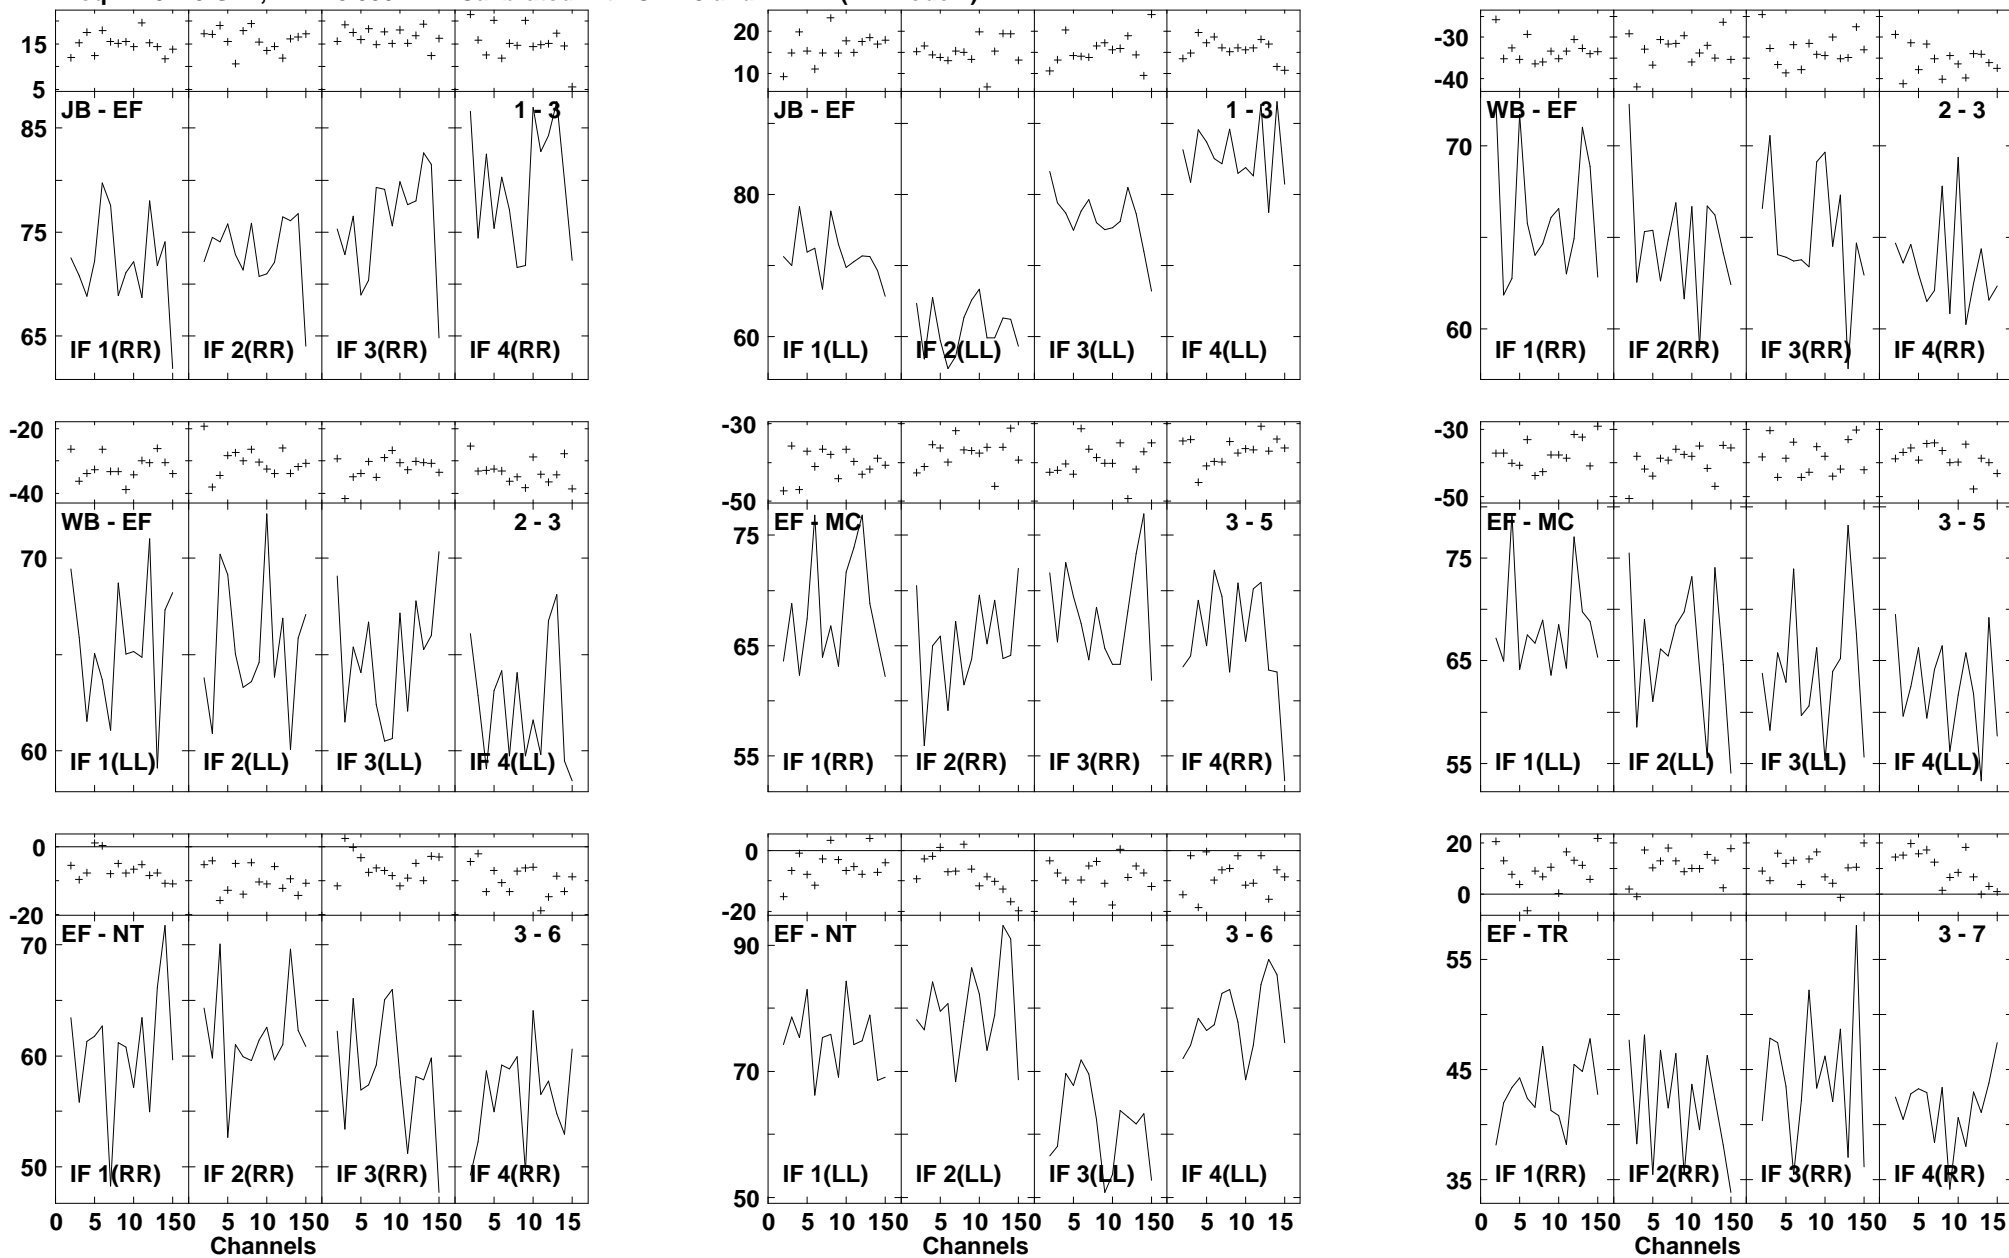 15
5
JB - EF 1 - 3
85
75
65
IF 1(RR) IF 2(RR) IF 3(RR) IF 4(RR)
20
10
JB - EF 1 - 3
80
60
IF 1(LL) IF 2(LL) IF 3(LL) IF 4(LL)
-30
-40
WB - EF 2 - 3
70
60
IF 1(RR) IF 2(RR) IF 3(RR) IF 4(RR)
-20
-40
WB - EF 2 - 3
70
60
IF 1(LL) IF 2(LL) IF 3(LL) IF 4(LL)
-30
-50
EF - MC 3 - 5
75
65
55
IF 1(RR) IF 2(RR) IF 3(RR) IF 4(RR)
-30
-50
EF - MC 3 - 5
75
65
55
IF 1(LL) IF 2(LL) IF 3(LL) IF 4(LL)
0
-20
EF - NT 3 - 6
70
60
50
IF 1(RR) IF 2(RR) IF 3(RR) IF 4(RR)
0 5 10 150 5 10 150 5 10 150 5 10 15
Channels
0
-20
EF - NT 3 - 6
90
70
50
IF 1(LL) IF 2(LL) IF 3(LL) IF 4(LL)
0 5 10 150 5 10 150 5 10 150 5 10 15
Channels
20
0
EF - TR 3 - 7
55
45
35
IF 1(RR) IF 2(RR) IF 3(RR) IF 4(RR)
0 5 10 150 5 10 150 5 10 150 5 10 15
Channels